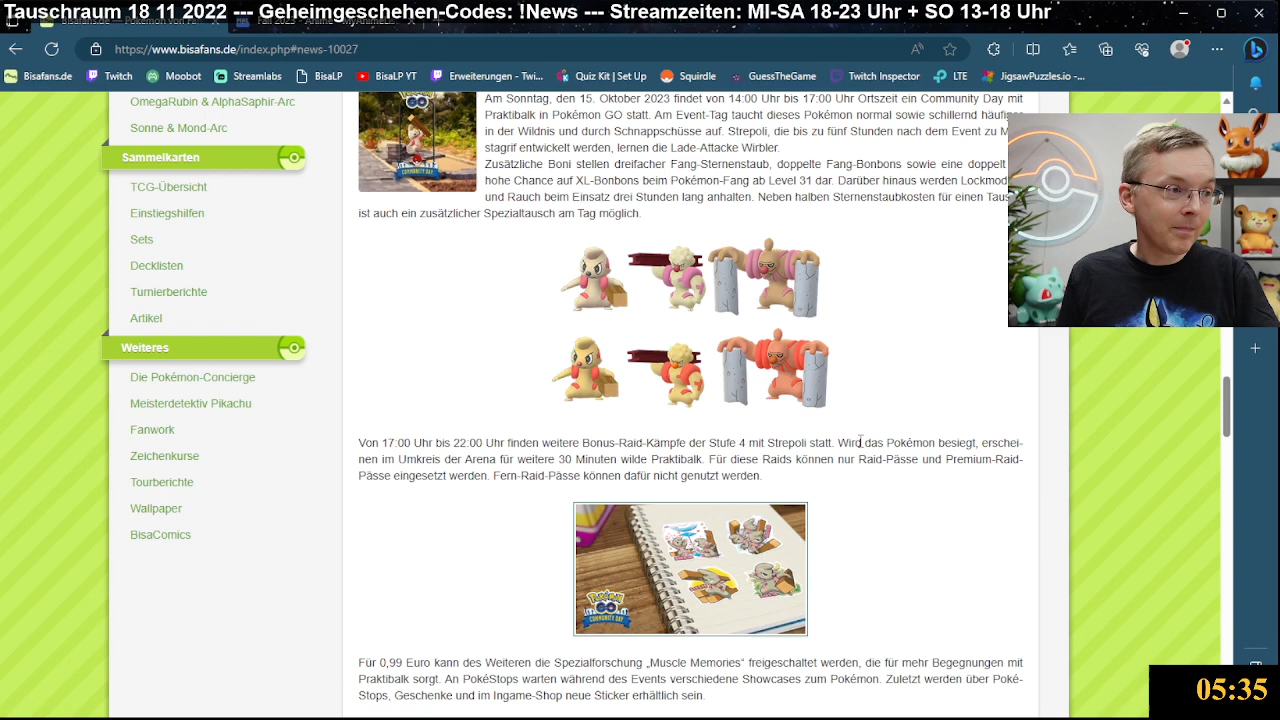 Tauschraum 18 11 2022 --- Geheimgeschehen-Codes: !News --- Streamzeiten: MI-SA 18-23 Uhr + SO 13-18 Uhr
https://www.bisafans.de/index.php#news-10027
Bisafans.de Twitch Moobot Streamlabs BisaLP BisaLP YT Erweiterungen - Twi... Quiz Kit | Set Up Squirdle GuessTheGame Twitch Inspector LTE JigsawPuzzles.io -...
OmegaRubin & AlphaSaphir-Arc
Sonne & Mond-Arc
Sammelkarten
TCG-Übersicht
Einstiegshilfen
Sets
Decklisten
Turnierberichte
Artikel
Weiteres
Die Pokémon-Concierge
Meisterdetektiv Pikachu
Fanwork
Zeichenkurse
Tourberichte
Wallpaper
BisaComics
Am Sonntag, den 15. Oktober 2023 findet von 14:00 Uhr bis 17:00 Uhr Ortszeit ein Community Day mit
Praktibalk in Pokémon GO statt. Am Event-Tag taucht dieses Pokémon normal sowie schillernd häufige
in der Wildnis und durch Schnappschüsse auf. Strepoli, die bis zu fünf Stunden nach dem Event zu M
stagrif entwickelt werden, lernen die Lade-Attacke Wirbler.
Zusätzliche Boni stellen dreifacher Fang-Sternenstaub, doppelte Fang-Bonbons sowie eine doppelt
hohe Chance auf XL-Bonbons beim Pokémon-Fang ab Level 31 dar. Darüber hinaus werden Lockmod
und Rauch beim Einsatz drei Stunden lang anhalten. Neben halben Sternenstaubkosten für einen Taus
ist auch ein zusätzlicher Spezialtausch am Tag möglich.
Von 17:00 Uhr bis 22:00 Uhr finden weitere Bonus-Raid-Kämpfe der Stufe 4 mit Strepoli statt. Wird das Pokémon besiegt, erschei-
nen im Umkreis der Arena für weitere 30 Minuten wilde Praktibalk. Für diese Raids können nur Raid-Pässe und Premium-Raid-
Pässe eingesetzt werden. Fern-Raid-Pässe können dafür nicht genutzt werden.
Pokémon GO
COMMUNITY DAY
Für 0,99 Euro kann des Weiteren die Spezialforschung „Muscle Memories“ freigeschaltet werden, die für mehr Begegnungen mit
Praktibalk sorgt. An PokéStops warten während des Events verschiedene Showcases zum Pokémon. Zuletzt werden über Poké-
Stops, Geschenke und im Ingame-Shop neue Sticker erhältlich sein.
05:35